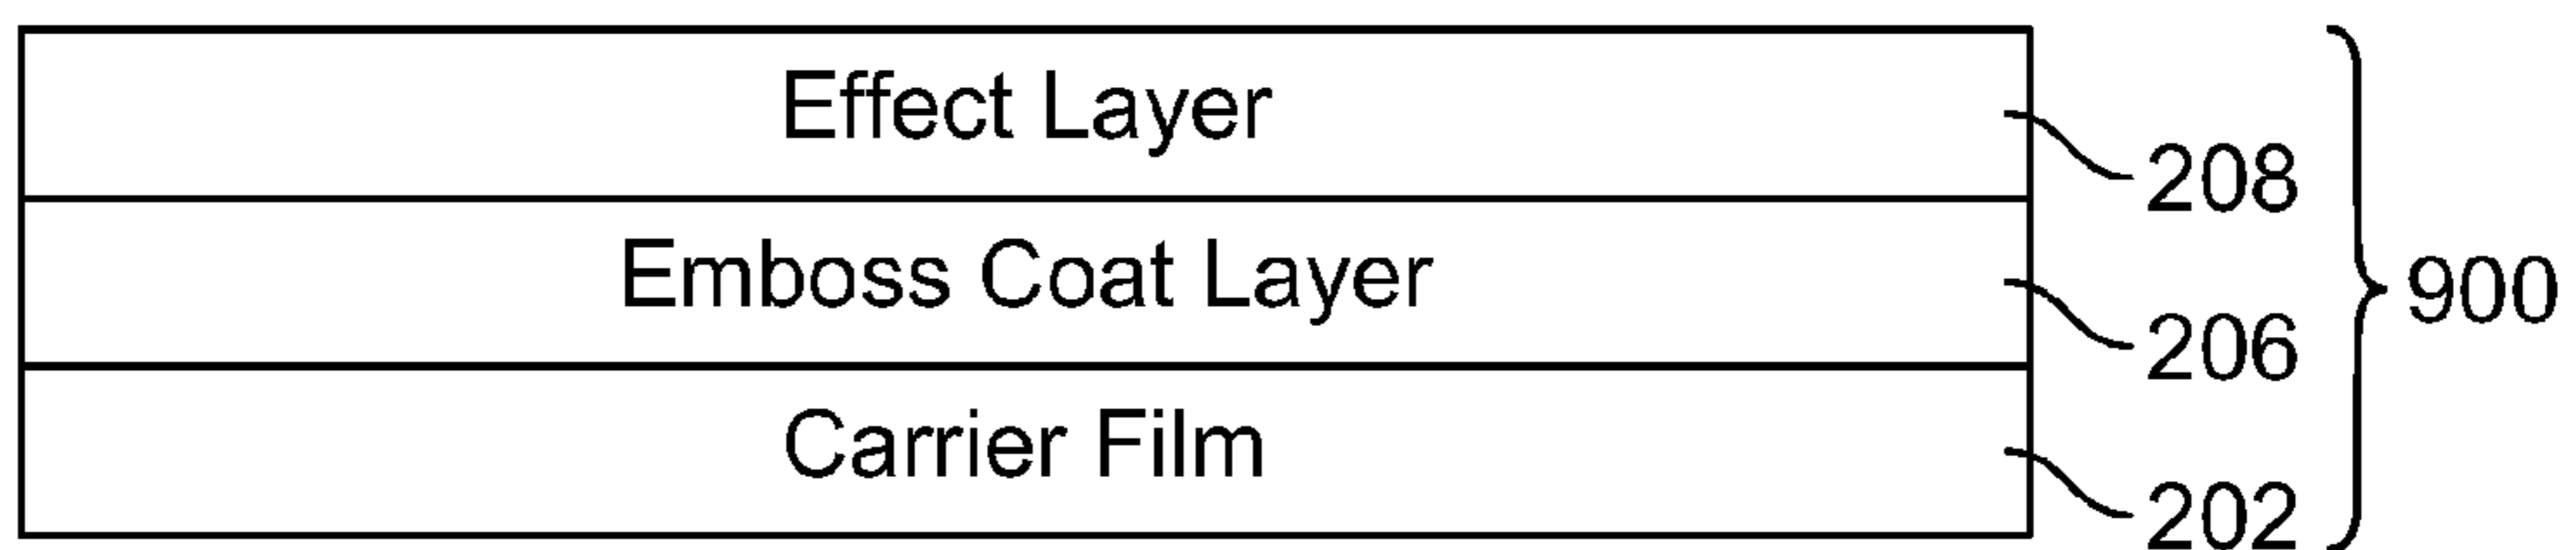 Effect Layer
208
Emboss Coat Layer
206
900
Carrier Film
202